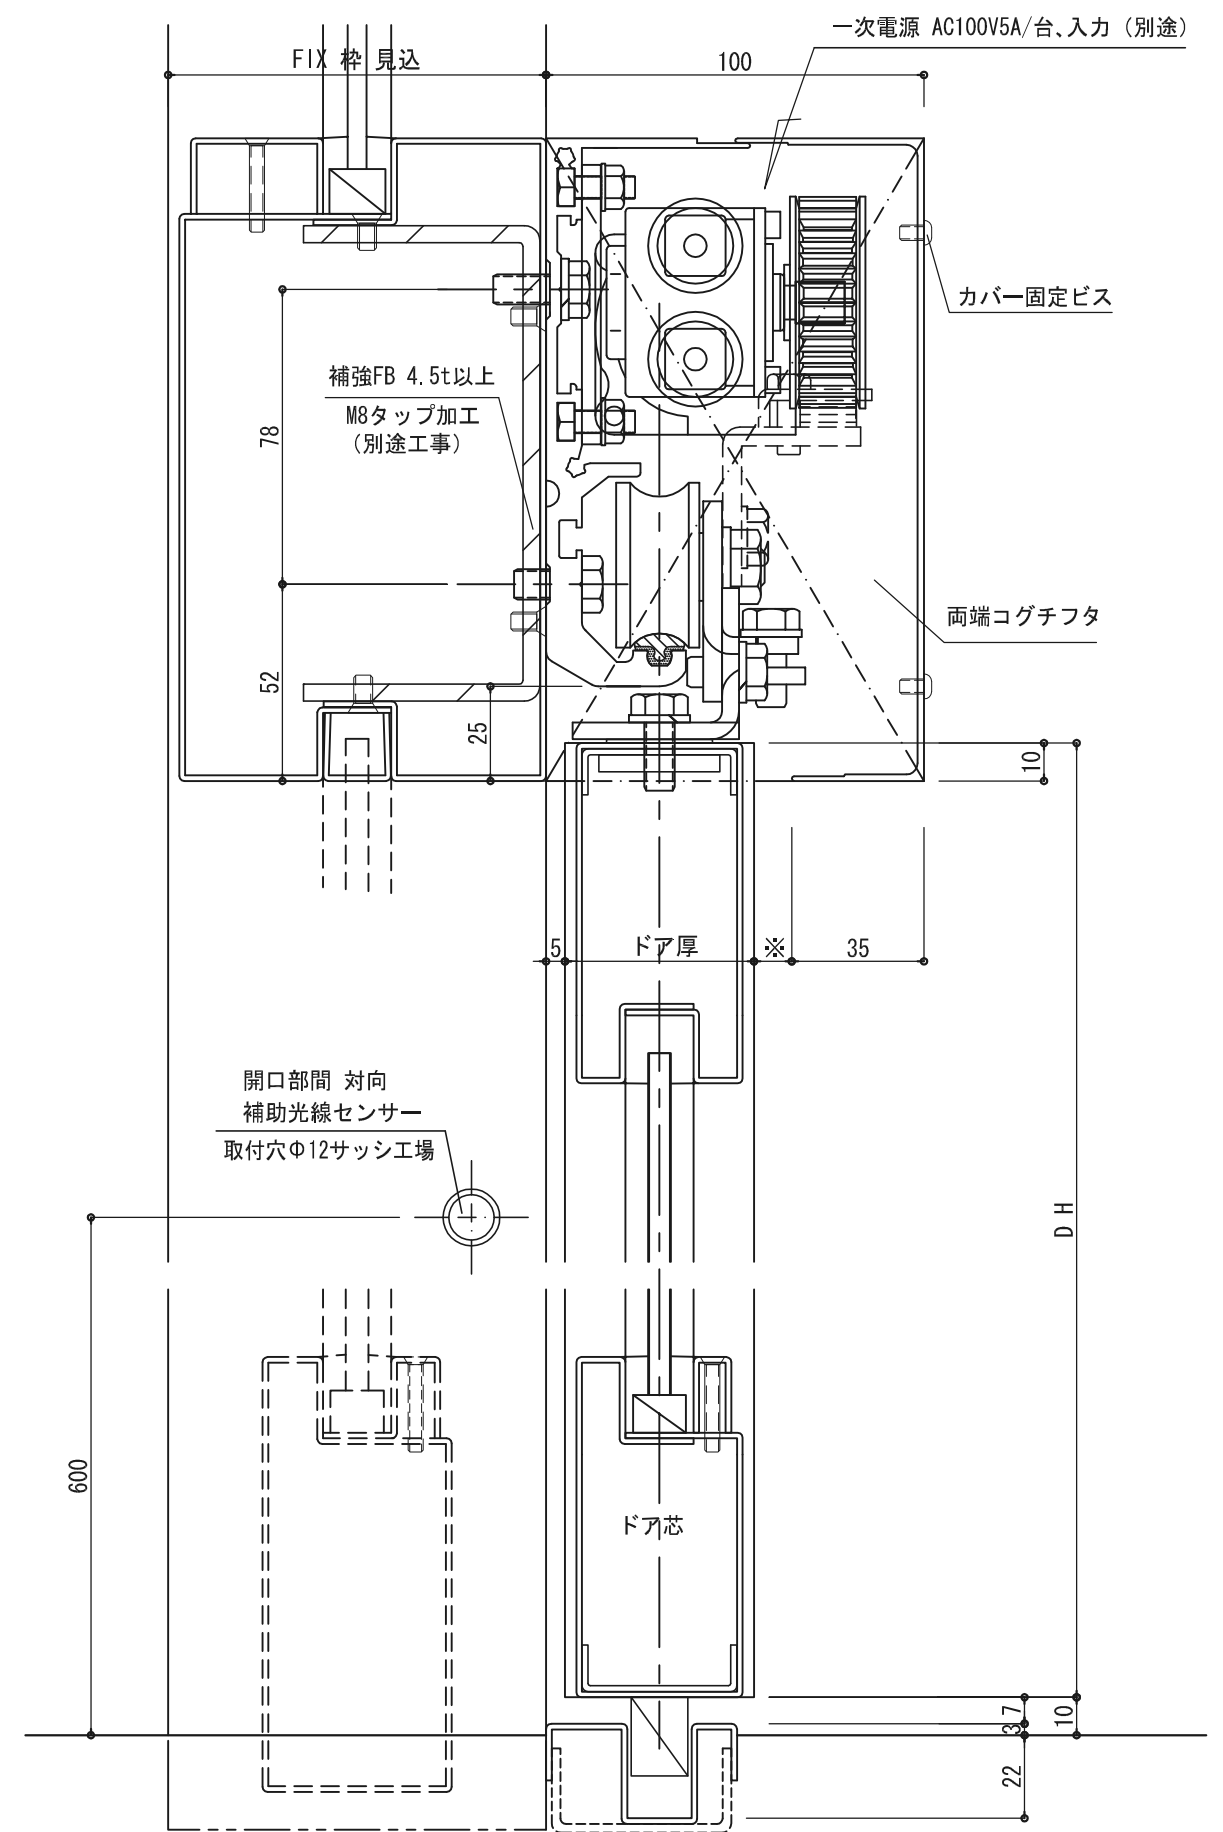 一次電源 AC100V5A/台、入力 (別途)
FIX 枠 見込
100
カバー固定ビス
補強FB 4.5t以上
M8タップ加工
(別途工事)
78
両端コグチフタ
52
25
10
5
ドア厚
※
35
開口部間 対向
補助光線センサー
取付穴Φ12サッシ工場
DH
600
ドア芯
7
3
10
22